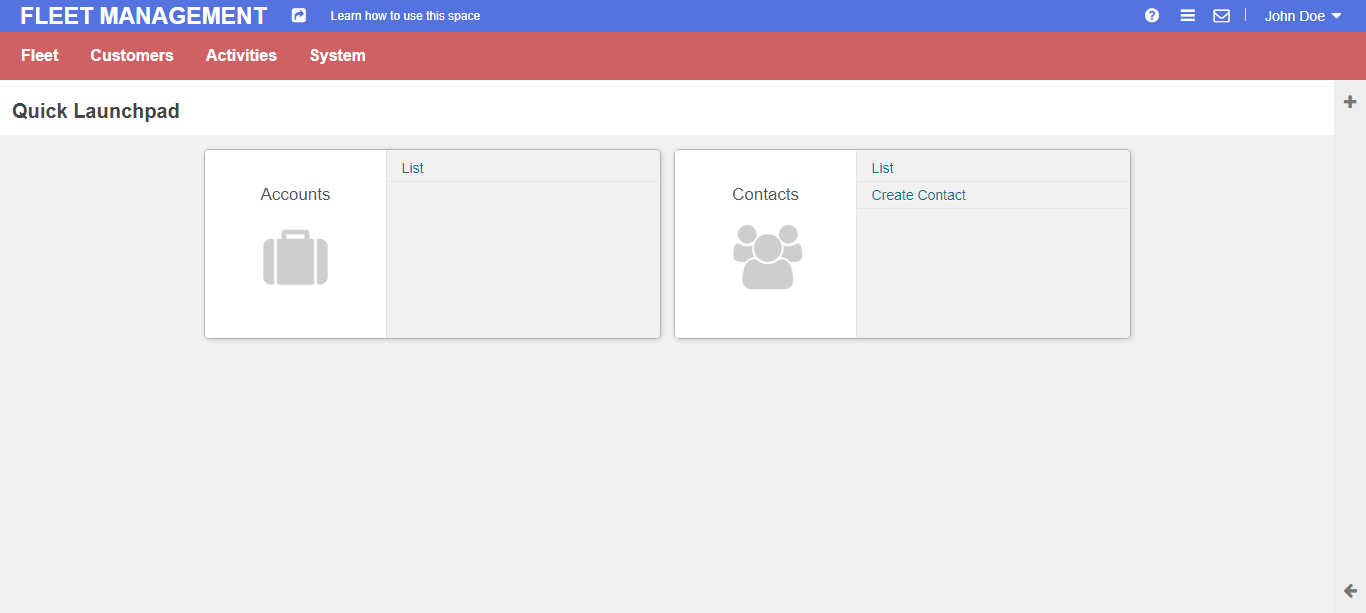 FLEET MANAGEMENT Learn how to use this space John Doe
Fleet Customers Activities System
Quick Launchpad
Accounts
List
Contacts
List
Create Contact